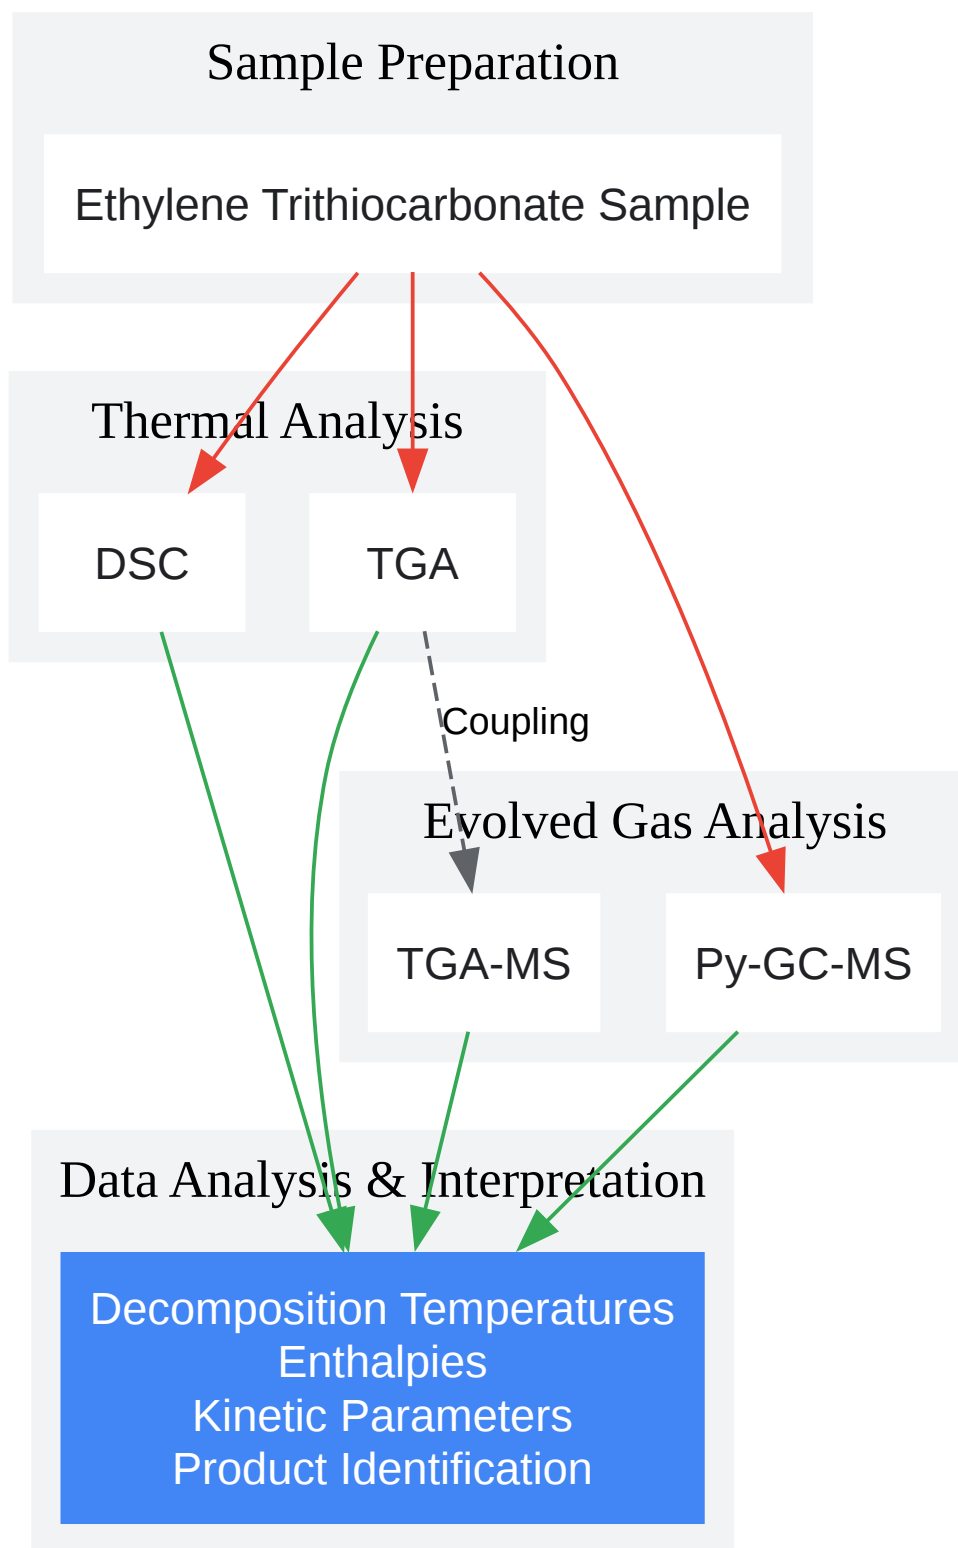 Sample Preparation
Ethylene Trithiocarbonate Sample
Thermal Analysis
DSC
TGA
Coupling
Evolved Gas Analysis
TGA-MS
Py-GC-MS
Data Analysis & Interpretation
Decomposition Temperatures
Enthalpies
Kinetic Parameters
Product Identification